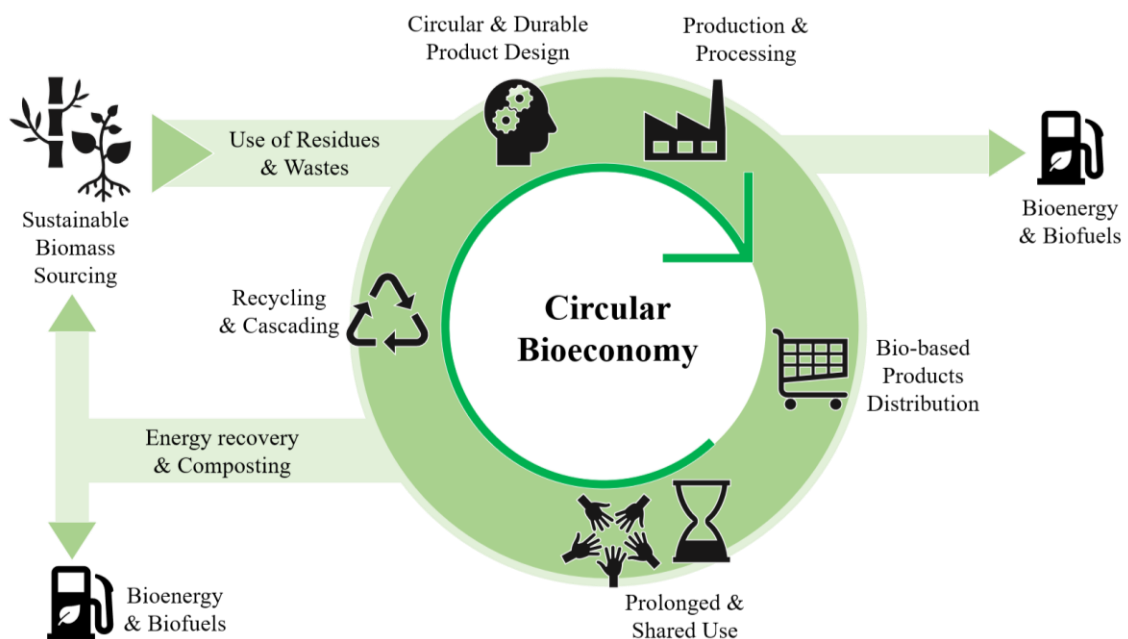 Circular & Durable
Product Design
Production &
Processing
Use of Residues
& Wastes
Sustainable
Biomass
Sourcing
Bioenergy
& Biofuels
Recycling
& Cascading
Circular
Bioeconomy
Bio-based
Products
Distribution
Energy recovery
& Composting
Bioenergy
& Biofuels
Prolonged &
Shared Use